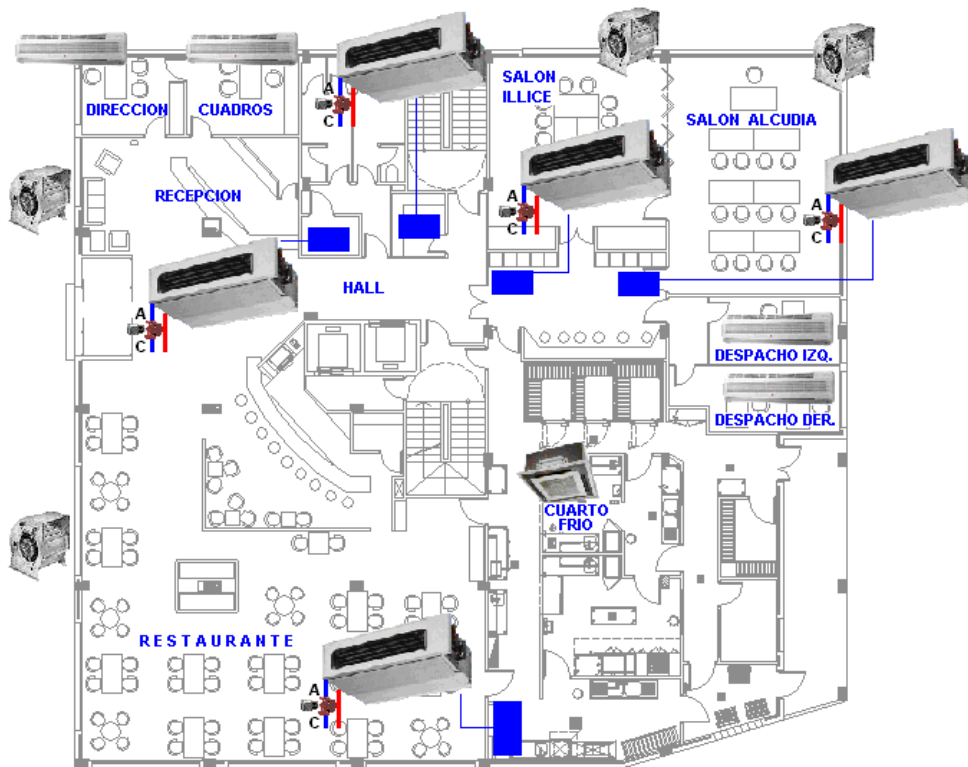 DIRECCION
CUADROS
A
C
SALON
ILLICE
SALON ALCUDIA
RECEPCION
A
C
A
C
HALL
A
C
DESPACHO IZQ.
DESPACHO DER.
CUARTO
FRIO
RESTAURANTE
A
C